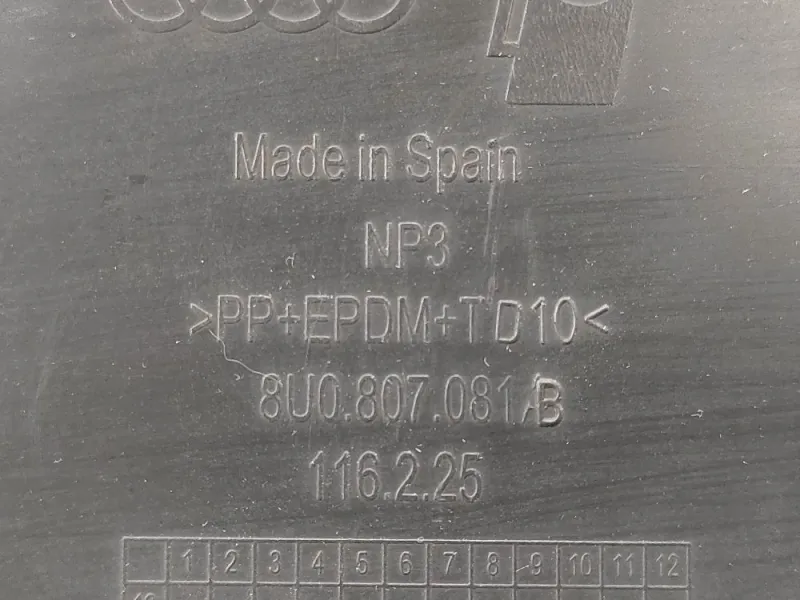 Made in Spain
NP3
>PP+EPDM+TD10<
8U0.807.081.B
116.2.25
1 2 3 4 5 6 7 8 9 10 11 12